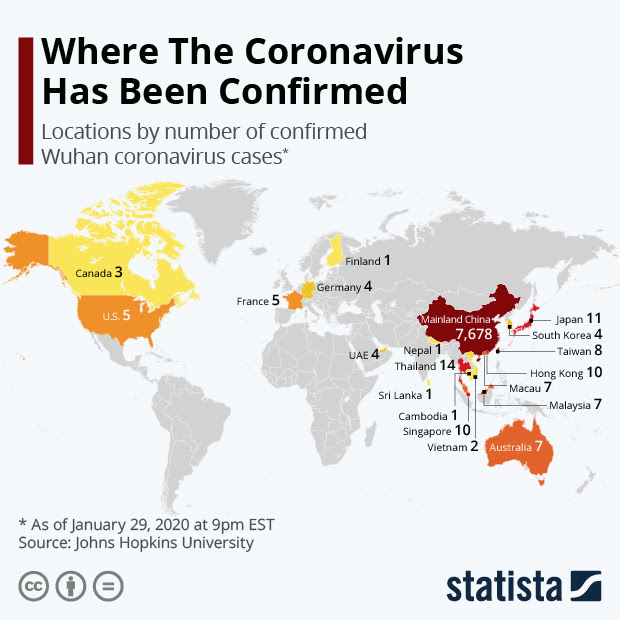 Where The Coronavirus
Has Been Confirmed
Locations by number of confirmed
Wuhan coronavirus cases*
Canada 3
U.S. 5
Finland 1
Germany 4
France 5
UAE 4
Mainland China
7,678
Japan 11
South Korea 4
Taiwan 8
Nepal 1
Thailand 14
Hong Kong 10
Macau 7
Sri Lanka 1
Malaysia 7
Cambodia 1
Singapore 10
Vietnam 2
Australia 7
* As of January 29, 2020 at 9pm EST
Source: Johns Hopkins University
cc
=
statista